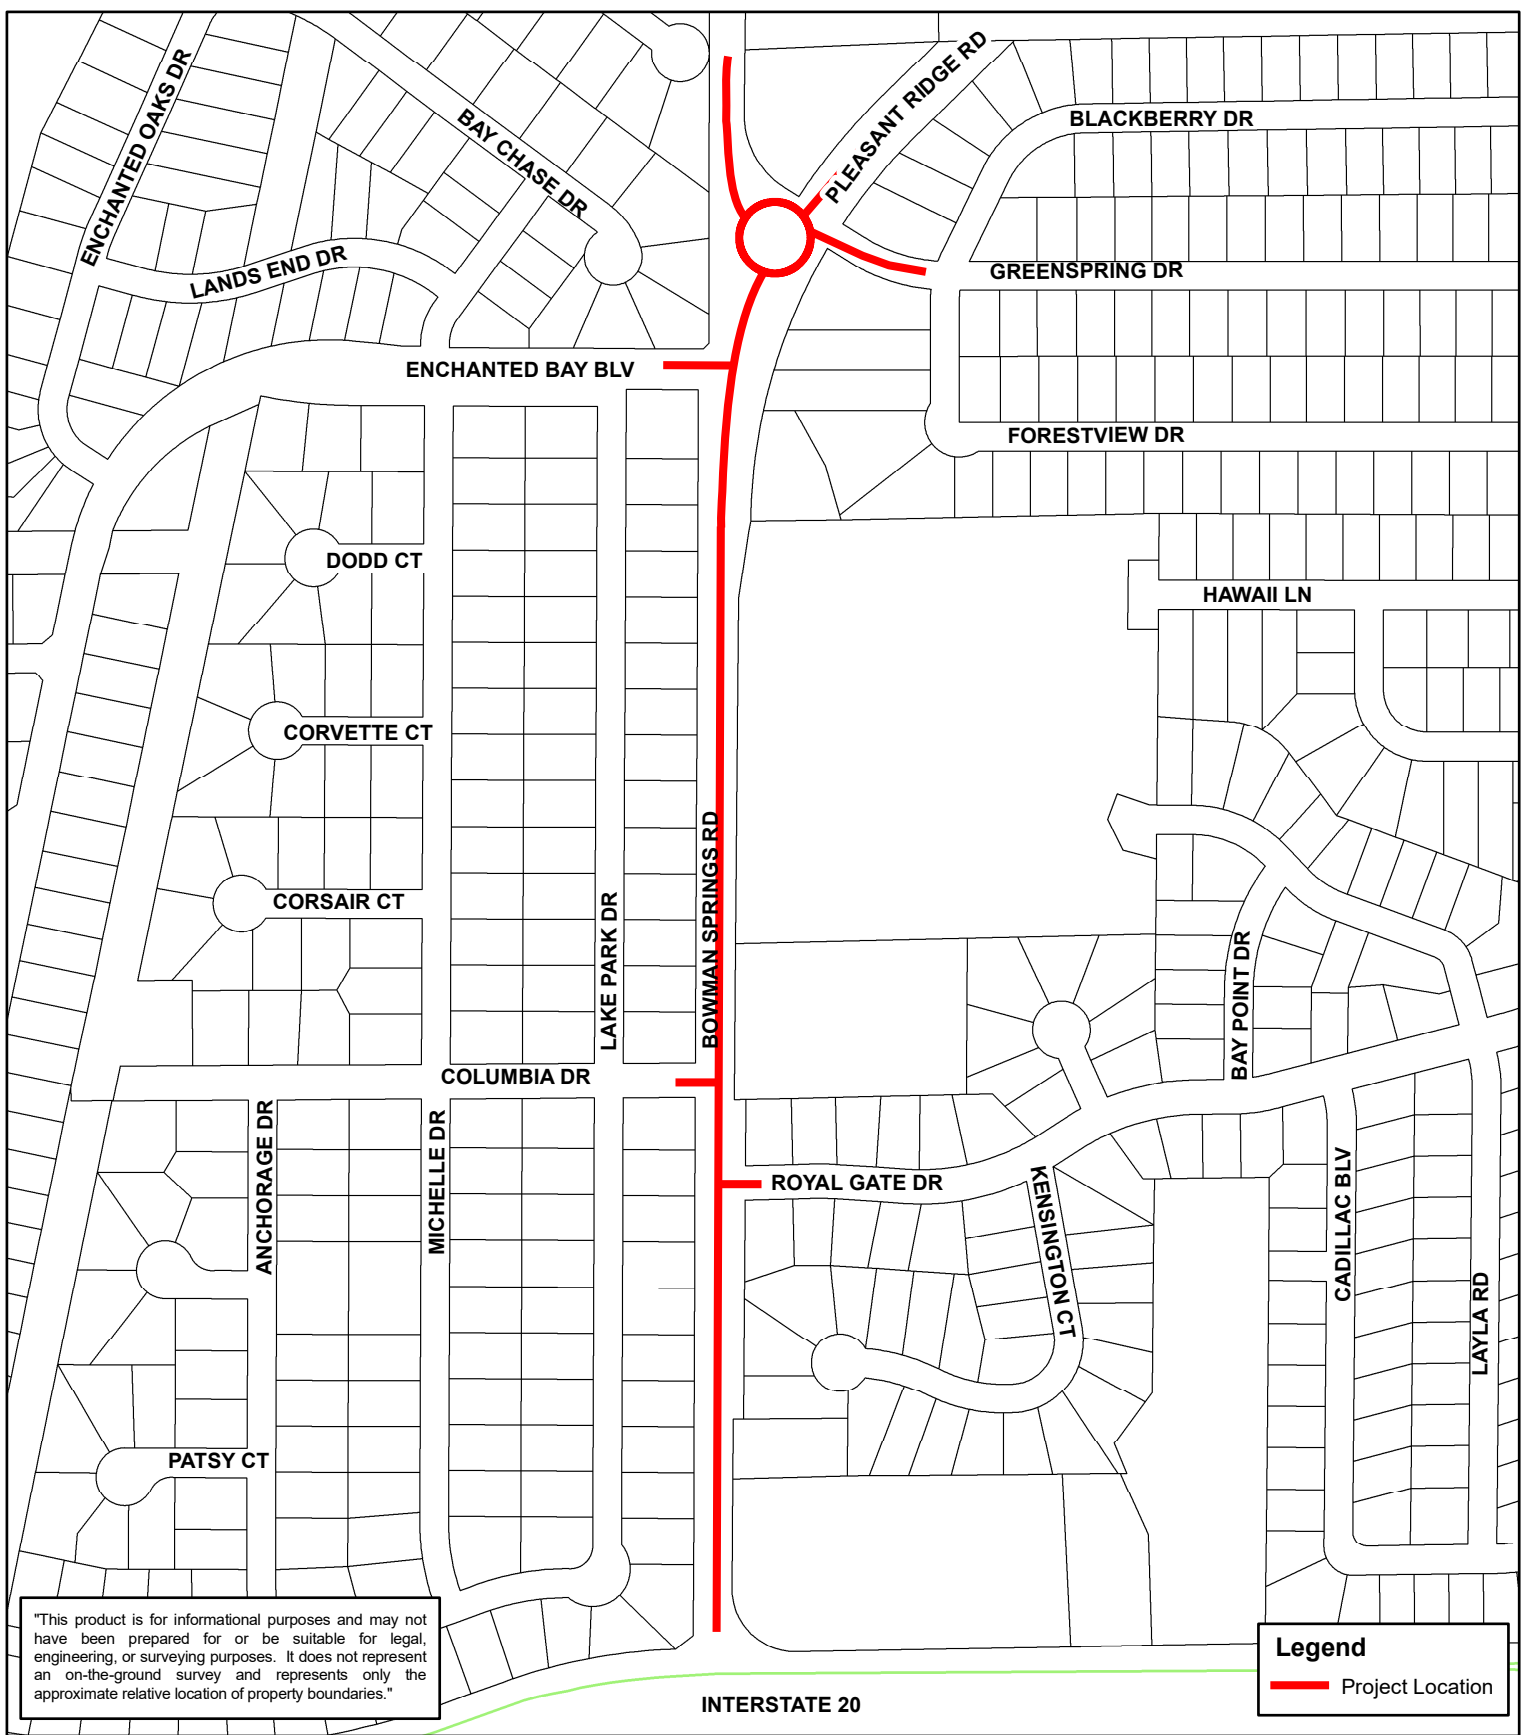 ENCHANTED OAKS DR
PLEASANT RIDGE RD
BAY CHASE DR
BLACKBERRY DR
LANDS END DR
GREENSPRING DR
ENCHANTED BAY BLV
FORESTVIEW DR
DODD CT
HAWAII LN
CORVETTE CT
CORSAIR CT
LAKE PARK DR
BOWMAN SPRINGS RD
BAY POINT DR
COLUMBIA DR
ANCHORAGE DR
MICHELLE DR
ROYAL GATE DR
KENSINGTON CT
CADILLAC BLV
LAYLA RD
PATSY CT
"This product is for informational purposes and may not
have been prepared for or be suitable for legal,
engineering, or surveying purposes. It does not represent
an on-the-ground survey and represents only the
approximate relative location of property boundaries."
Legend
Project Location
INTERSTATE 20